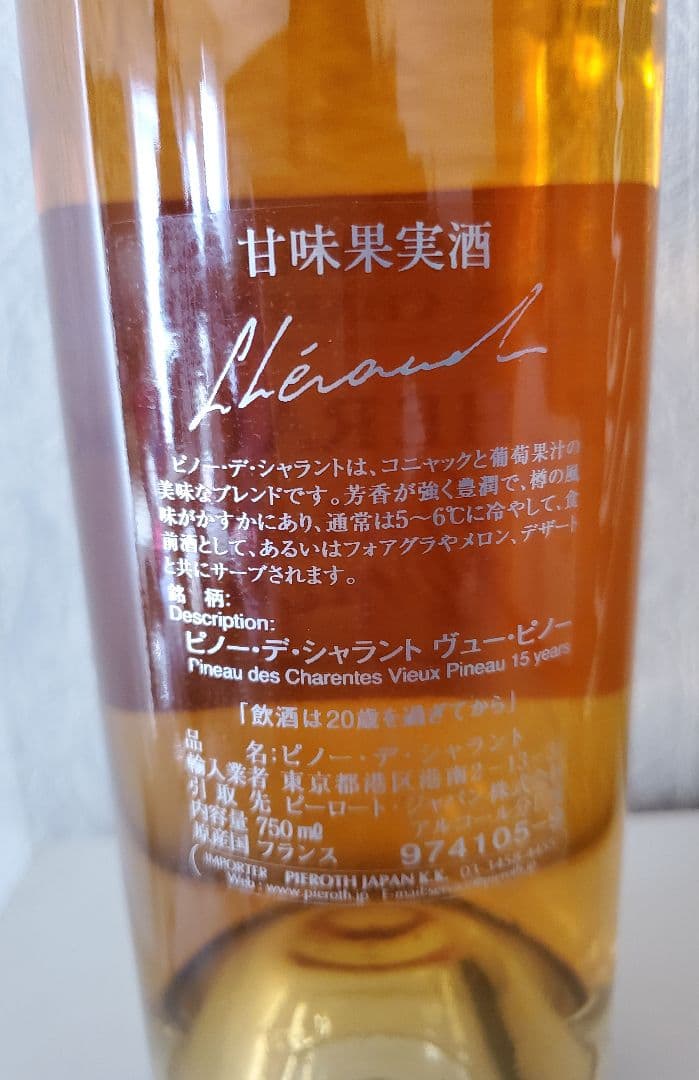 甘味果実酒
Lhéraud
ピノー・デ・シャラントは、コニャックと葡萄果汁の
美味なブレンドです。芳香が強く豊潤で、樽の風
味がかすかにあり、通常は5〜6℃に冷やして、食
前酒として、あるいはフォアグラやメロン、デザート
と共にサーブされます。
銘 柄:
Description:
ピノー・デ・シャラント ヴュー・ピノー
Pineau des Charentes Vieux Pineau 15 years
「飲酒は20歳を過ぎてから」
品 名:ピノー・デ・シャラント
輸入業者 東京都港区港南2-13-
引取先 ピーロート・ジャパン株式会社
内容量 750mℓ アルコール分
原産国 フランス 974105-
IMPORTER PIEROTH JAPAN K.K. 03-3458-4455
Web : www.pieroth.jp E-mail: